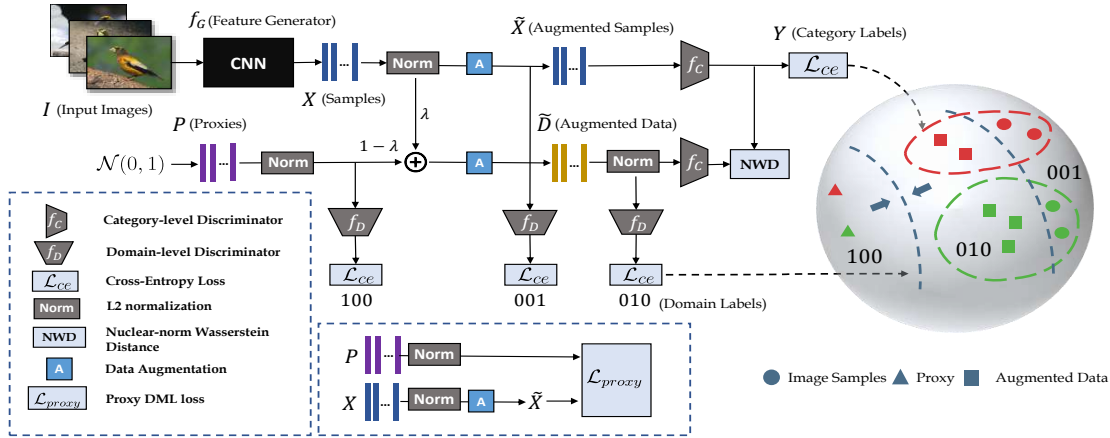 f_G (Feature Generator)
X̃ (Augmented Samples)
Y (Category Labels)
CNN
Norm
A
f_C
ℒ_ce
I (Input Images)
X (Samples)
λ
P (Proxies)
D̃ (Augmented Data)
𝒩(0, 1)
Norm
1 − λ
A
Norm
f_C
NWD
001
010
100
f_D
f_D
f_D
ℒ_ce
ℒ_ce
ℒ_ce
100
001
010 (Domain Labels)
f_C Category-level Discriminator
f_D Domain-level Discriminator
ℒ_ce Cross-Entropy Loss
Norm L2 normalization
NWD Nuclear-norm Wasserstein
Distance
A Data Augmentation
ℒ_proxy Proxy DML loss
P Norm
ℒ_proxy
X Norm A X̃
Image Samples Proxy Augmented Data